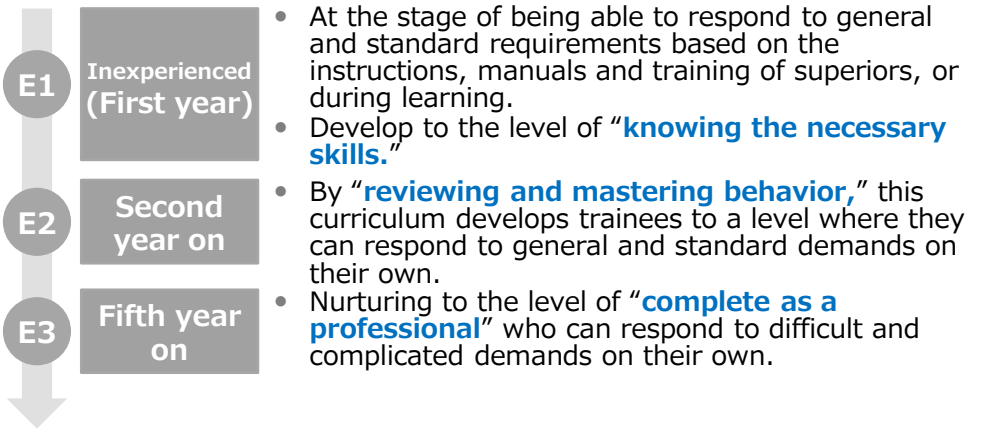 E1
Inexperienced
(First year)
• At the stage of being able to respond to general
and standard requirements based on the
instructions, manuals and training of superiors, or
during learning.
• Develop to the level of “knowing the necessary
skills.”
E2
Second
year on
• By “reviewing and mastering behavior,” this
curriculum develops trainees to a level where they
can respond to general and standard demands on
their own.
E3
Fifth year
on
• Nurturing to the level of “complete as a
professional” who can respond to difficult and
complicated demands on their own.